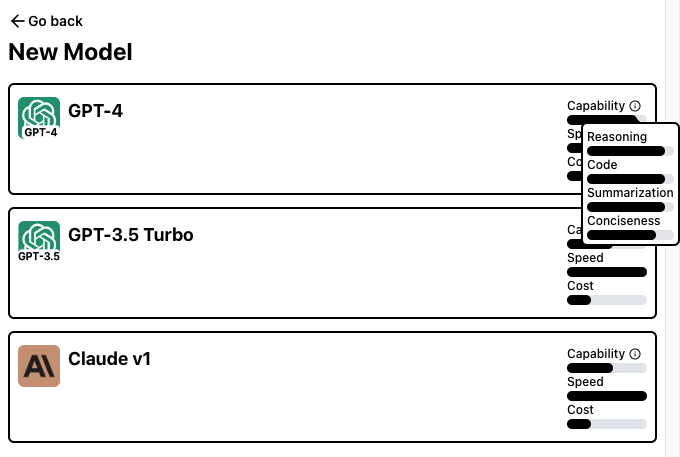 Go back
New Model
GPT-4
GPT-4
Capability
Sp
Co
Reasoning
Code
Summarization
Conciseness
GPT-3.5
GPT-3.5 Turbo
Ca
Speed
Cost
Claude v1
Capability
Speed
Cost